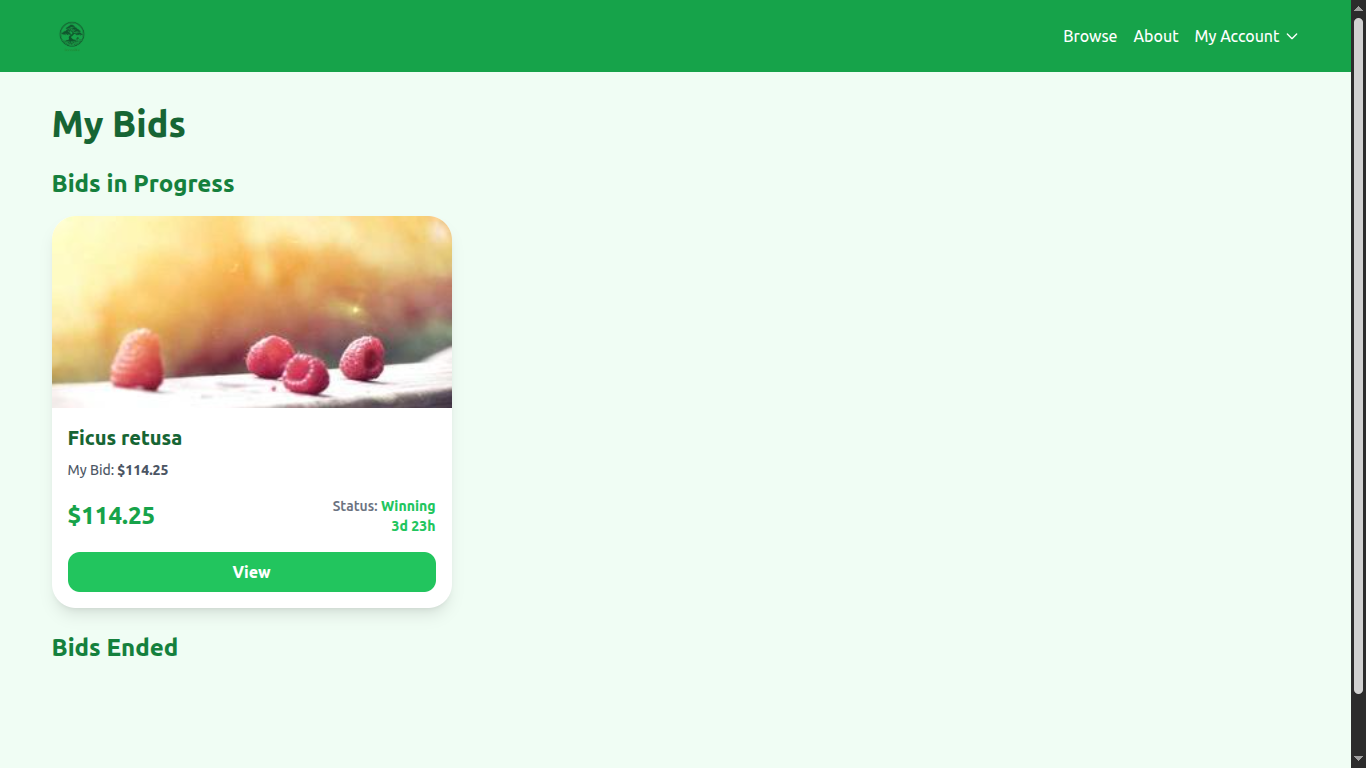 Browse About My Account
My Bids
Bids in Progress
Ficus retusa
My Bid: $114.25
$114.25
Status: Winning
3d 23h
View
Bids Ended